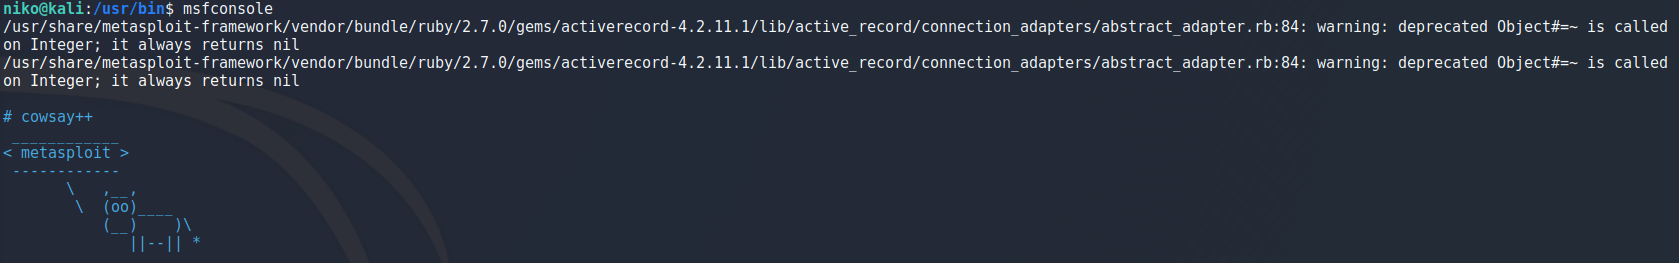 niko@kali:/usr/bin$ msfconsole
/usr/share/metasploit-framework/vendor/bundle/ruby/2.7.0/gems/activerecord-4.2.11.1/lib/active_record/connection_adapters/abstract_adapter.rb:84: warning: deprecated Object#=~ is called
on Integer; it always returns nil
/usr/share/metasploit-framework/vendor/bundle/ruby/2.7.0/gems/activerecord-4.2.11.1/lib/active_record/connection_adapters/abstract_adapter.rb:84: warning: deprecated Object#=~ is called
on Integer; it always returns nil

# cowsay++
 ____________
< metasploit >
 ------------
       \   ,__,
        \  (oo)____
           (__)    )\
              ||--|| *